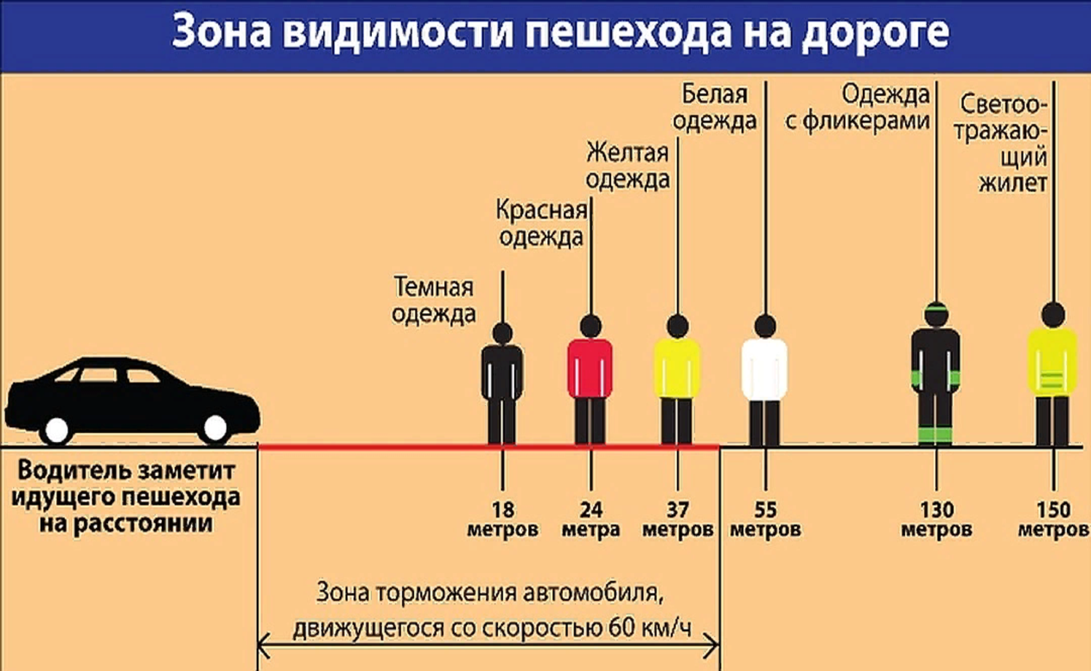 Зона видимости пешехода на дороге
Темная
одежда
Красная
одежда
Желтая
одежда
Белая
одежда
Одежда
с фликерами
Светоо-
тражаю-
щий
жилет
Водитель заметит
идущего пешехода
на расстоянии
18
метров
24
метра
37
метров
55
метров
130
метров
150
метров
Зона торможения автомобиля,
движущегося со скоростью 60 км/ч